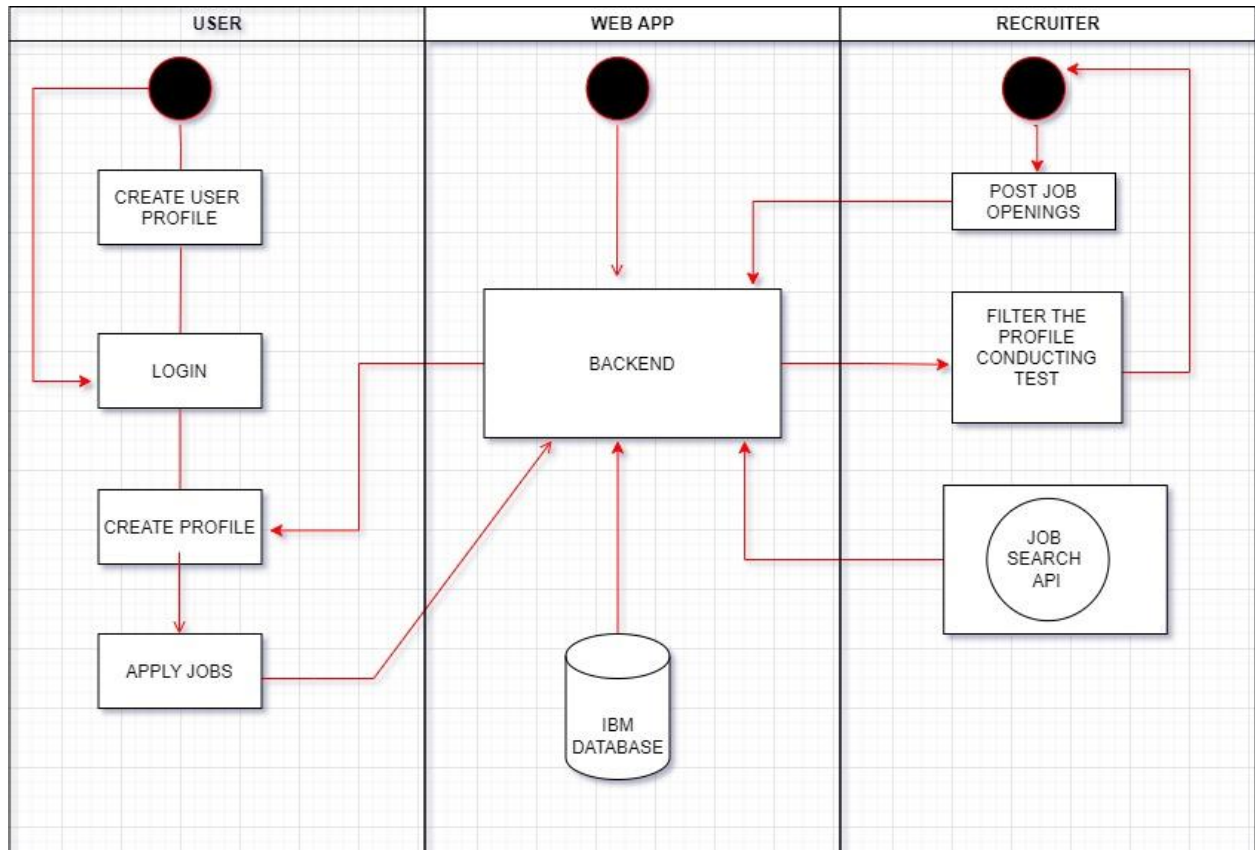 USER
WEB APP
RECRUITER
CREATE USER
PROFILE
LOGIN
CREATE PROFILE
APPLY JOBS
BACKEND
IBM
DATABASE
POST JOB
OPENINGS
FILTER THE
PROFILE
CONDUCTING
TEST
JOB
SEARCH
API